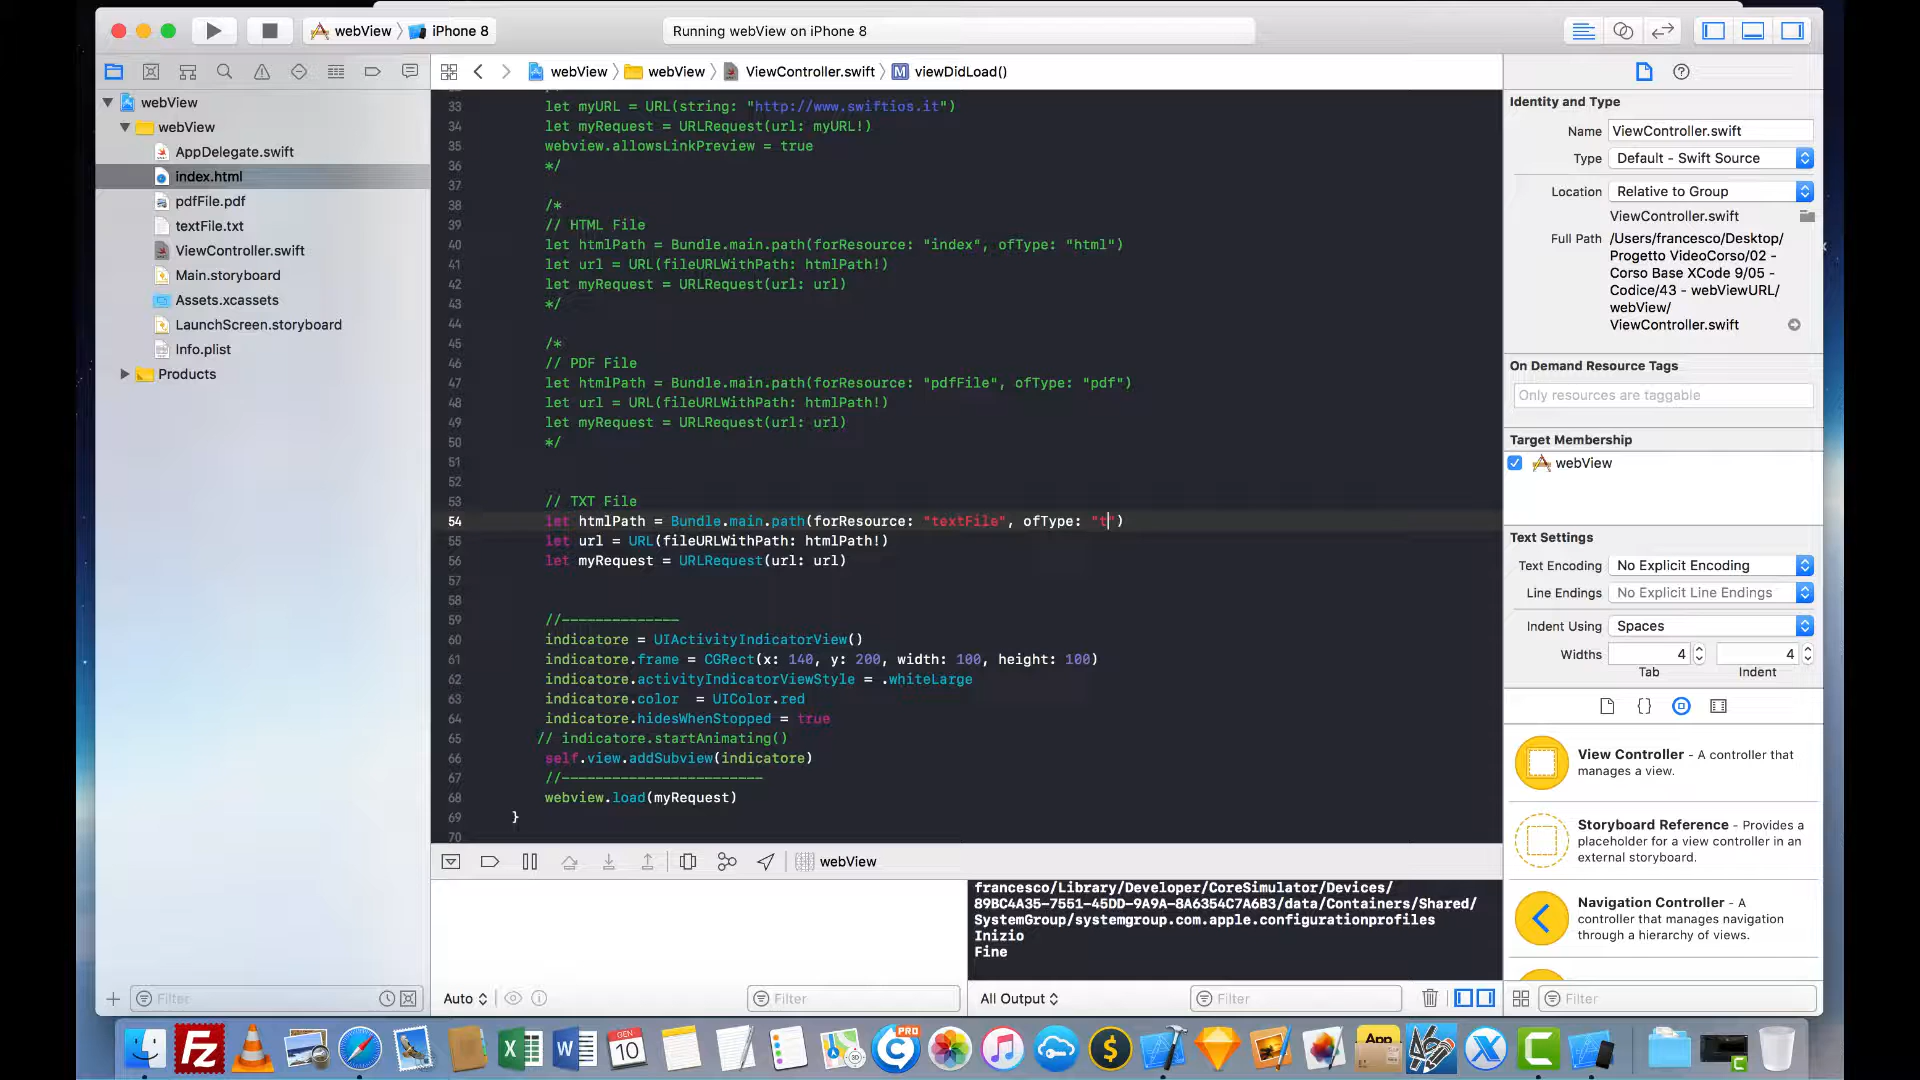 webView
iPhone 8
Running webView on iPhone 8
webView
webView
ViewController.swift
viewDidLoad()
webView
webView
AppDelegate.swift
index.html
pdfFile.pdf
textFile.txt
ViewController.swift
Main.storyboard
Assets.xcassets
LaunchScreen.storyboard
Info.plist
Products
33 let myURL = URL(string: "http://www.swiftios.it")
34 let myRequest = URLRequest(url: myURL!)
35 webview.allowsLinkPreview = true
36 */
37
38 /*
39 // HTML File
40 let htmlPath = Bundle.main.path(forResource: "index", ofType: "html")
41 let url = URL(fileURLWithPath: htmlPath!)
42 let myRequest = URLRequest(url: url)
43 */
44
45 /*
46 // PDF File
47 let htmlPath = Bundle.main.path(forResource: "pdfFile", ofType: "pdf")
48 let url = URL(fileURLWithPath: htmlPath!)
49 let myRequest = URLRequest(url: url)
50 */
51
52
53 // TXT File
54 let htmlPath = Bundle.main.path(forResource: "textFile", ofType: "t")
55 let url = URL(fileURLWithPath: htmlPath!)
56 let myRequest = URLRequest(url: url)
57
58
59 //--------------
60 indicatore = UIActivityIndicatorView()
61 indicatore.frame = CGRect(x: 140, y: 200, width: 100, height: 100)
62 indicatore.activityIndicatorViewStyle = .whiteLarge
63 indicatore.color  = UIColor.red
64 indicatore.hidesWhenStopped = true
65 // indicatore.startAnimating()
66 self.view.addSubview(indicatore)
67 //------------------------
68 webview.load(myRequest)
69 }
70
webView
francesco/Library/Developer/CoreSimulator/Devices/
89BC4A35-7551-45DD-9A9A-8A6354C7A6B3/data/Containers/Shared/
SystemGroup/systemgroup.com.apple.configurationprofiles
Inizio
Fine
Filter
Auto
Filter
All Output
Filter
Identity and Type
Name ViewController.swift
Type Default - Swift Source
Location Relative to Group
ViewController.swift
Full Path /Users/francesco/Desktop/
Progetto VideoCorso/02 -
Corso Base XCode 9/05 -
Codice/43 - webViewURL/
webView/
ViewController.swift
On Demand Resource Tags
Only resources are taggable
Target Membership
webView
Text Settings
Text Encoding No Explicit Encoding
Line Endings No Explicit Line Endings
Indent Using Spaces
Widths 4 4
Tab Indent
View Controller - A controller that
manages a view.
Storyboard Reference - Provides a
placeholder for a view controller in an
external storyboard.
Navigation Controller - A
controller that manages navigation
through a hierarchy of views.
Filter
GEN
10
PRO
App